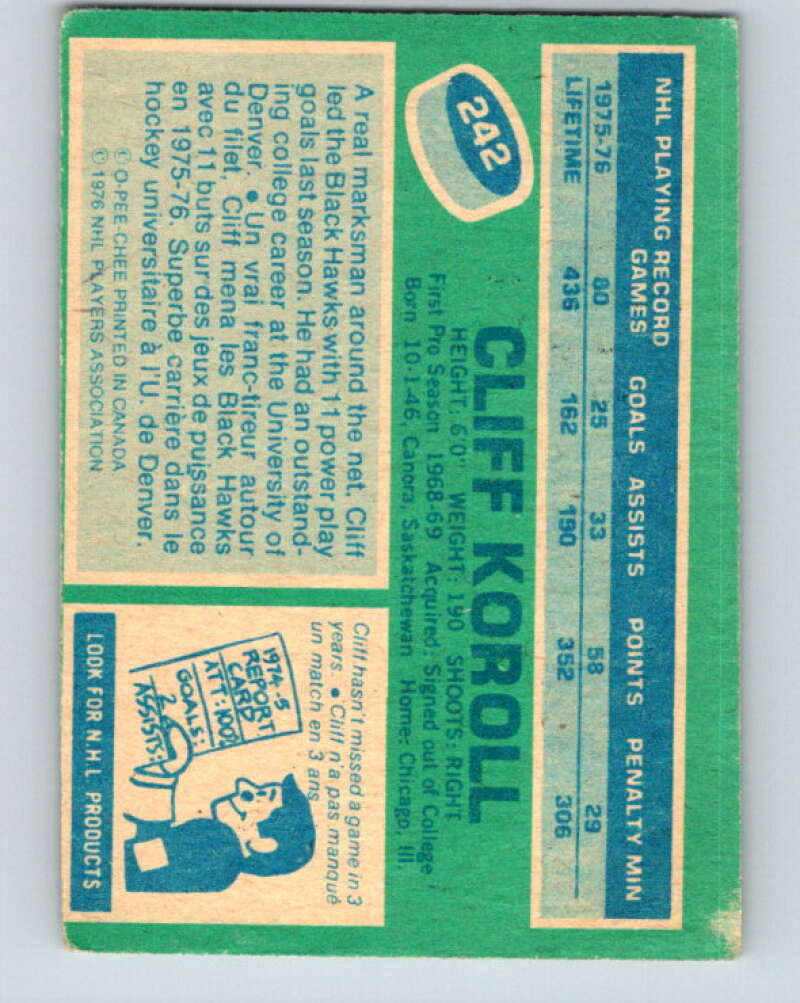 NHL PLAYING RECORD
GAMES GOALS ASSISTS POINTS PENALTY MIN
1975-76 80 25 33 58 29
LIFETIME 436 162 190 352 306
242
CLIFF KOROLL
HEIGHT: 6'0" WEIGHT: 190 SHOOTS: RIGHT
First Pro Season 1968-69 Acquired: Signed out of College
Born 10-1-46, Canora, Saskatchewan Home: Chicago, Ill.
A real marksman around the net. Cliff
led the Black Hawks with 11 power play
goals last season. He had an outstand-
ing college career at the University of
Denver. • Un vrai franc-tireur autour
du filet. Cliff mena les Black Hawks
avec 11 buts sur des jeux de puissance
en 1975-76. Superbe carrière dans le
hockey universitaire à l'U. de Denver.
© O-PEE-CHEE PRINTED IN CANADA
© 1976 NHL PLAYERS ASSOCIATION
Cliff hasn't missed a game in 3
years. • Cliff n'a pas manqué
un match en 3 ans
1974-5
REPORT
CARD
ATT: 100%
GOALS:
ASSISTS:
LOOK FOR N.H.L PRODUCTS